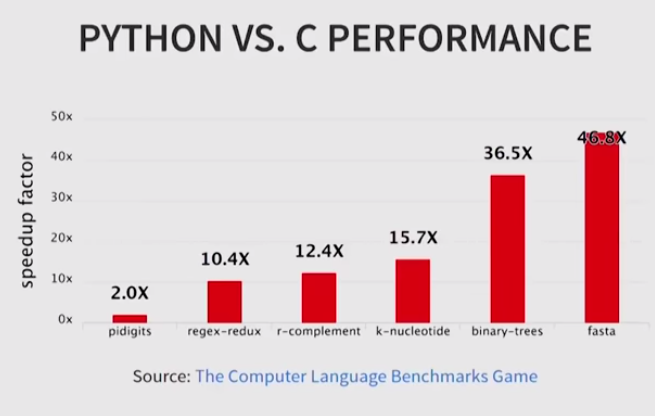 PYTHON VS. C PERFORMANCE
speedup factor
50x
40x
30x
20x
10x
0x
2.0X
10.4X
12.4X
15.7X
36.5X
46.8X
pidigits
regex-redux
r-complement
k-nucleotide
binary-trees
fasta
Source: The Computer Language Benchmarks Game